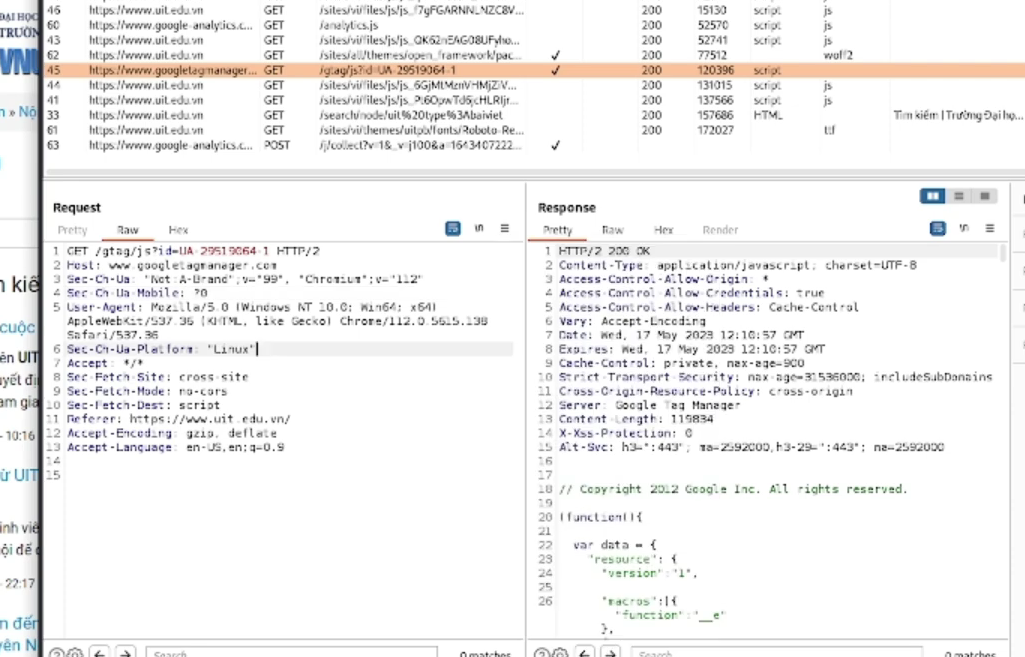 46 https://www.uit.edu.vn GET /sites/vi/files/js/js_f7gFGARNNLNZC8V... 200 15130 script js
60 https://www.google-analytics.c... GET /analytics.js 200 52570 script js
43 https://www.uit.edu.vn GET /sites/vi/files/js/js_QK62nEAG08UFyho... 200 52741 script js
62 https://www.uit.edu.vn GET /sites/all/themes/open_framework/pac... ✓ 200 77512 woff2
45 https://www.googletagmanager... GET /gtag/js?id=UA-29519064-1 ✓ 200 120396 script
44 https://www.uit.edu.vn GET /sites/vi/files/js/js_6GjMtMznVHMjZiV... 200 131015 script js
41 https://www.uit.edu.vn GET /sites/vi/files/js/js_Pt6OpwTd6jcHLRIjr... 200 137566 script js
33 https://www.uit.edu.vn GET /search/node/uit%20type%3Abaiviet 200 157686 HTML Tìm kiếm | Trường Đại họ...
61 https://www.uit.edu.vn GET /sites/vi/themes/uitpb/fonts/Roboto-Re... 200 172027 ttf
63 https://www.google-analytics.c... POST /j/collect?v=1&_v=j100&a=1643407222... ✓
Request
Pretty Raw Hex
1 GET /gtag/js?id=UA-29519064-1 HTTP/2
2 Host: www.googletagmanager.com
3 Sec-Ch-Ua: "Not:A-Brand";v="99", "Chromium";v="112"
4 Sec-Ch-Ua-Mobile: ?0
5 User-Agent: Mozilla/5.0 (Windows NT 10.0; Win64; x64)
AppleWebKit/537.36 (KHTML, like Gecko) Chrome/112.0.5615.138
Safari/537.36
6 Sec-Ch-Ua-Platform: "Linux"
7 Accept: */*
8 Sec-Fetch-Site: cross-site
9 Sec-Fetch-Mode: no-cors
10 Sec-Fetch-Dest: script
11 Referer: https://www.uit.edu.vn/
12 Accept-Encoding: gzip, deflate
13 Accept-Language: en-US,en;q=0.9
14
15
Search
0 matches
Response
Pretty Raw Hex Render
1 HTTP/2 200 OK
2 Content-Type: application/javascript; charset=UTF-8
3 Access-Control-Allow-Origin: *
4 Access-Control-Allow-Credentials: true
5 Access-Control-Allow-Headers: Cache-Control
6 Vary: Accept-Encoding
7 Date: Wed, 17 May 2023 12:10:57 GMT
8 Expires: Wed, 17 May 2023 12:10:57 GMT
9 Cache-Control: private, max-age=900
10 Strict-Transport-Security: max-age=31536000; includeSubDomains
11 Cross-Origin-Resource-Policy: cross-origin
12 Server: Google Tag Manager
13 Content-Length: 119834
14 X-Xss-Protection: 0
15 Alt-Svc: h3=":443"; ma=2592000,h3-29=":443"; ma=2592000
16
17
18 // Copyright 2012 Google Inc. All rights reserved.
19
20 (function(){
21
22 var data = {
23 "resource": {
24 "version":"1",
25
26 "macros":[{
"function":"__e"
},
Search
0 matches